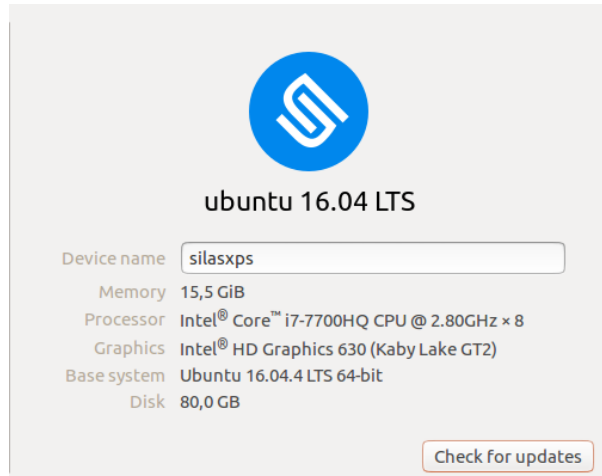 ubuntu 16.04 LTS
Device name silasxps
Memory 15,5 GiB
Processor Intel® Core™ i7-7700HQ CPU @ 2.80GHz × 8
Graphics Intel® HD Graphics 630 (Kaby Lake GT2)
Base system Ubuntu 16.04.4 LTS 64-bit
Disk 80,0 GB
Check for updates